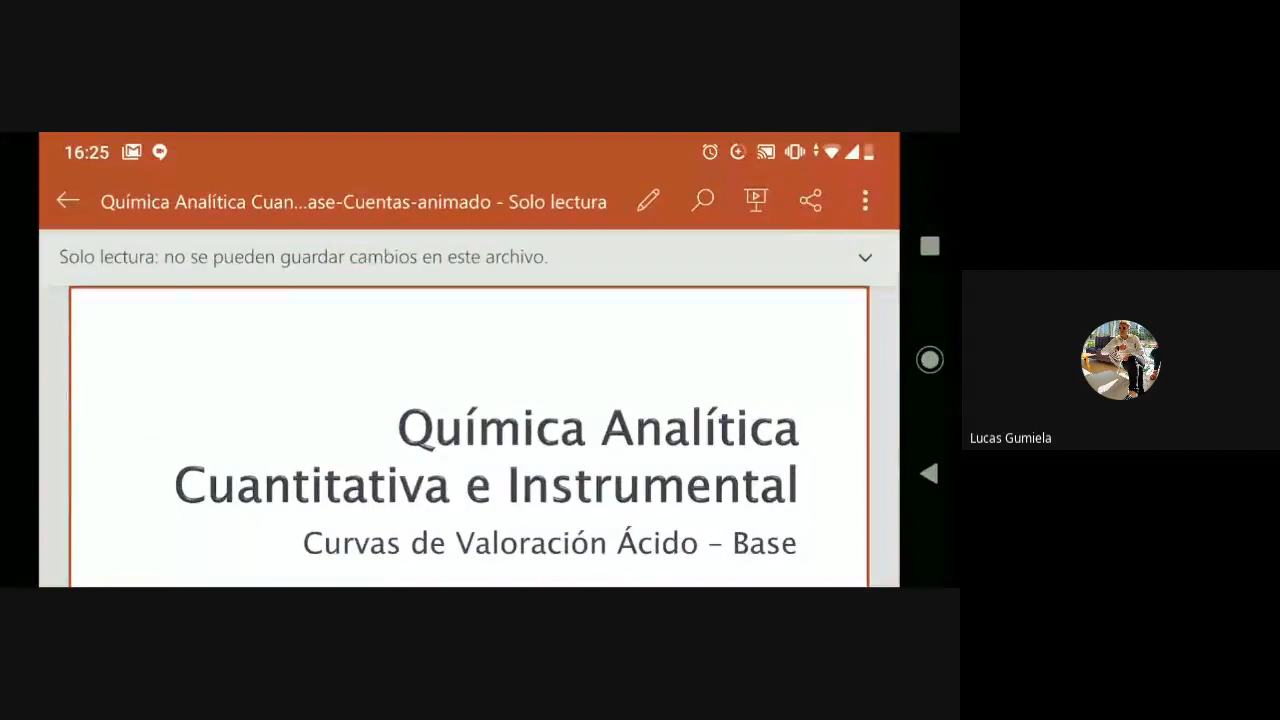 16:25
Química Analítica Cuan...ase-Cuentas-animado - Solo lectura
Solo lectura: no se pueden guardar cambios en este archivo.
Química Analítica
Cuantitativa e Instrumental
Curvas de Valoración Ácido – Base
Lucas Gumiela